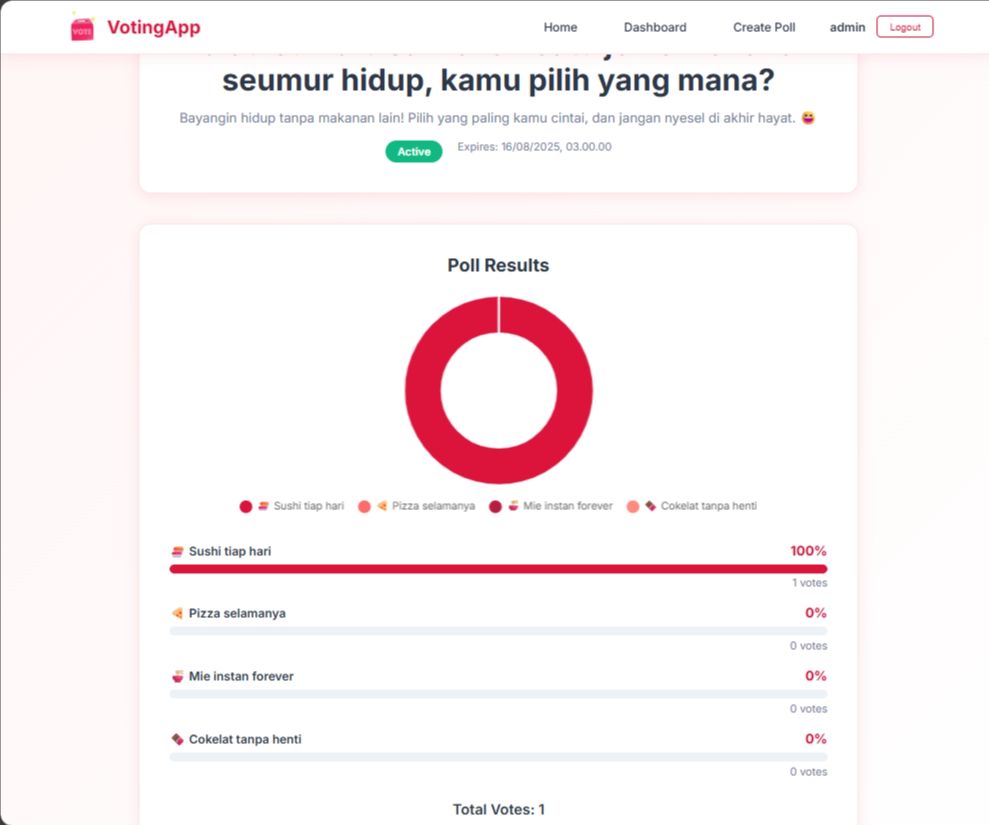 VOTE
VotingApp
Home
Dashboard
Create Poll
admin
Logout
seumur hidup, kamu pilih yang mana?
Bayangin hidup tanpa makanan lain! Pilih yang paling kamu cintai, dan jangan nyesel di akhir hayat. 😆
Active
Expires: 16/08/2025, 03.00.00
Poll Results
🍣 Sushi tiap hari
🍕 Pizza selamanya
🍜 Mie instan forever
🍫 Cokelat tanpa henti
🍣 Sushi tiap hari
100%
1 votes
🍕 Pizza selamanya
0%
0 votes
🍜 Mie instan forever
0%
0 votes
🍫 Cokelat tanpa henti
0%
0 votes
Total Votes: 1